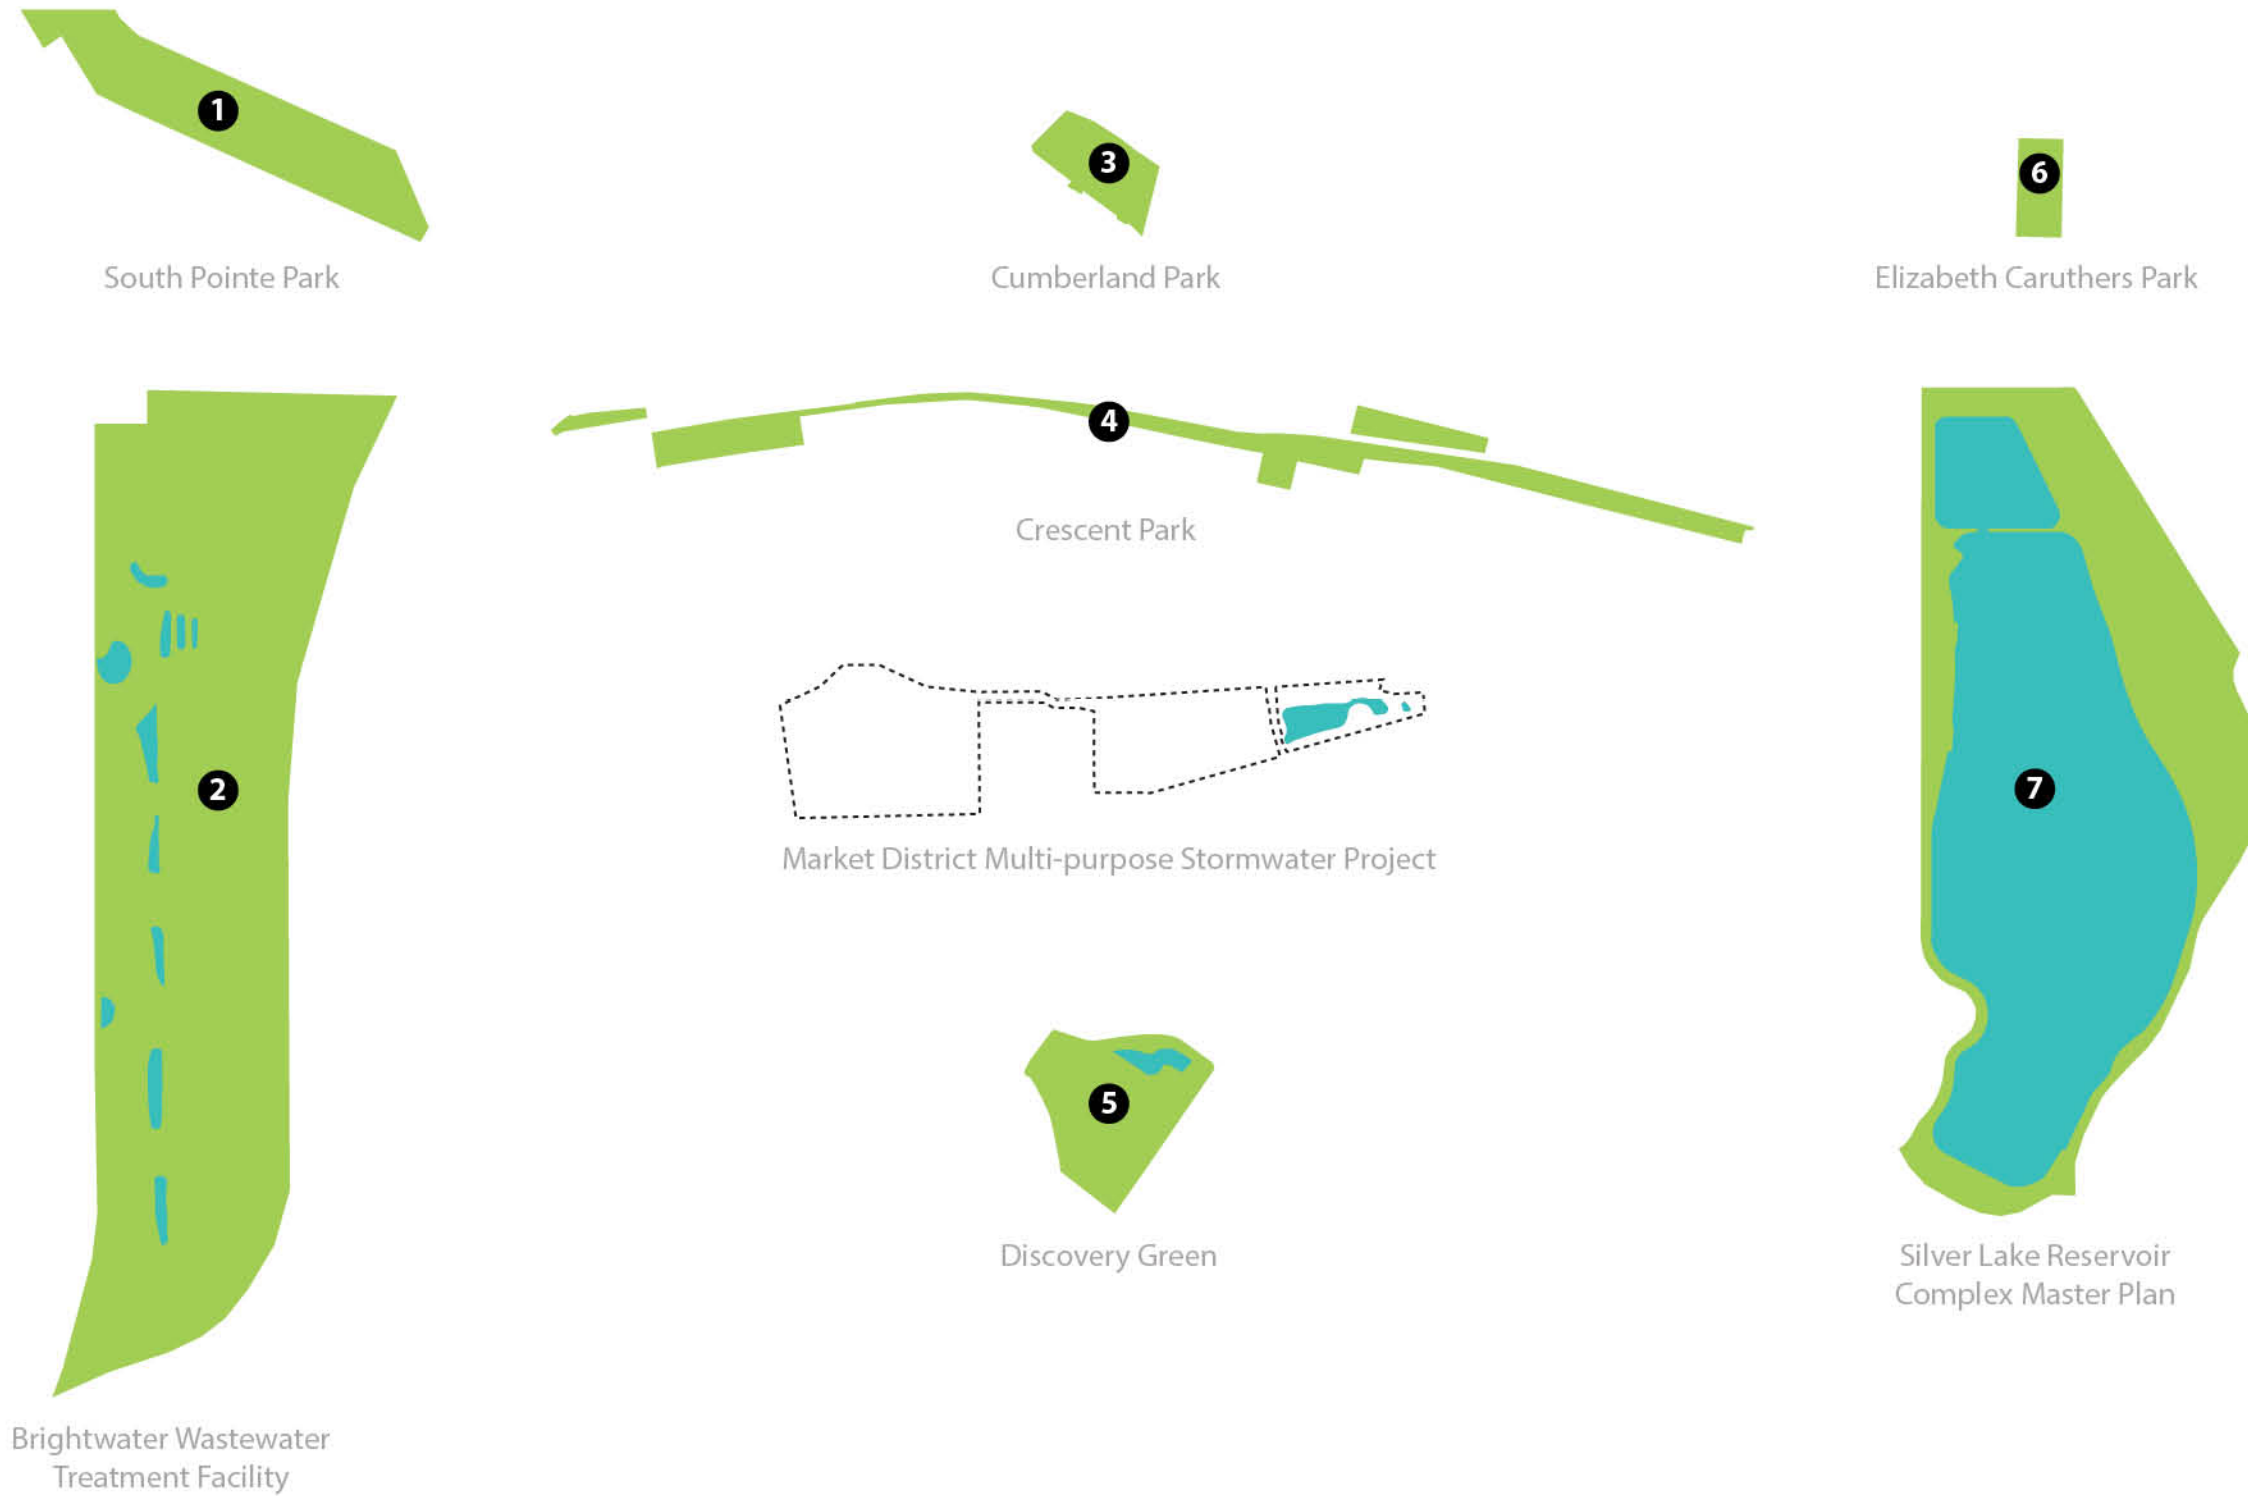 1
South Pointe Park
3
Cumberland Park
6
Elizabeth Caruthers Park
4
Crescent Park
2
Market District Multi-purpose Stormwater Project
7
5
Discovery Green
Silver Lake Reservoir
Complex Master Plan
Brightwater Wastewater
Treatment Facility